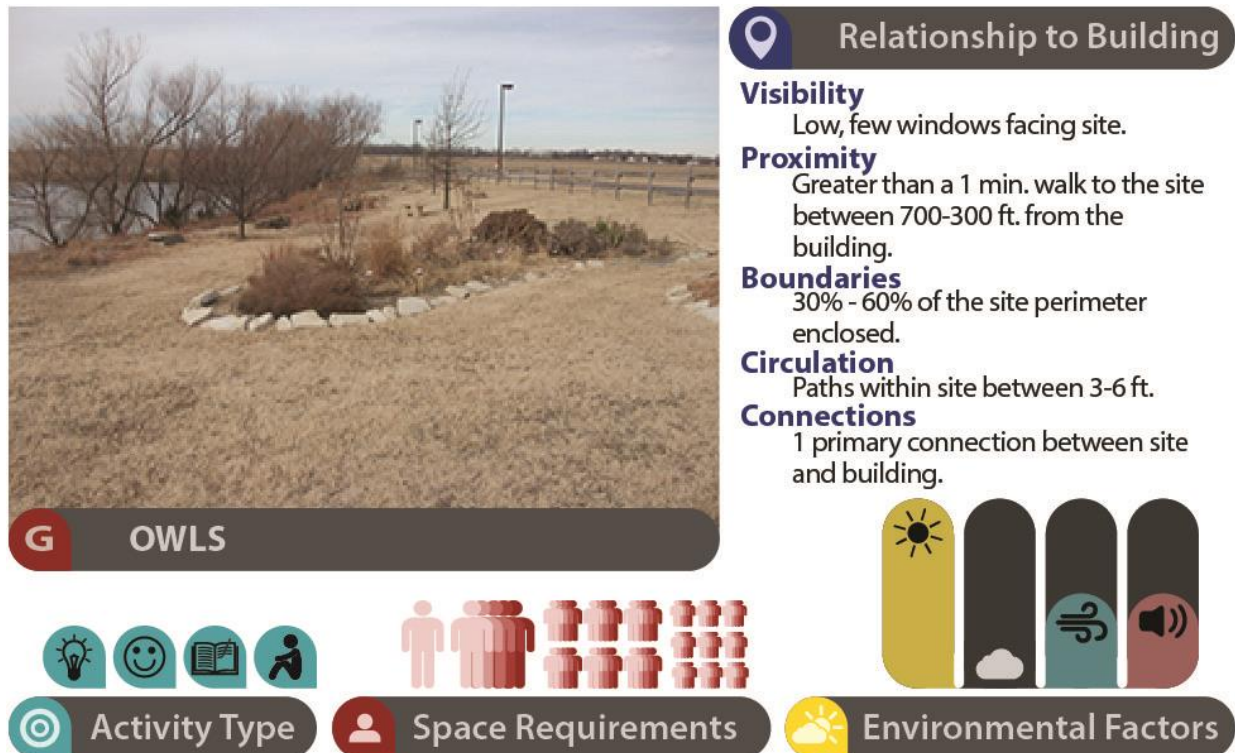 Relationship to Building
Visibility
Low, few windows facing site.
Proximity
Greater than a 1 min. walk to the site
between 700-300 ft. from the
building.
Boundaries
30% - 60% of the site perimeter
enclosed.
Circulation
Paths within site between 3-6 ft.
Connections
1 primary connection between site
and building.
G OWLS
Activity Type
Space Requirements
Environmental Factors